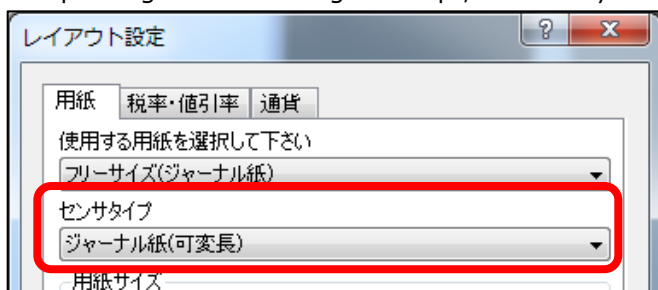 レイアウト設定
用紙 税率・値引率 通貨
使用する用紙を選択して下さい
フリーサイズ(ジャーナル紙)
センサタイプ
ジャーナル紙(可変長)
用紙サイズ